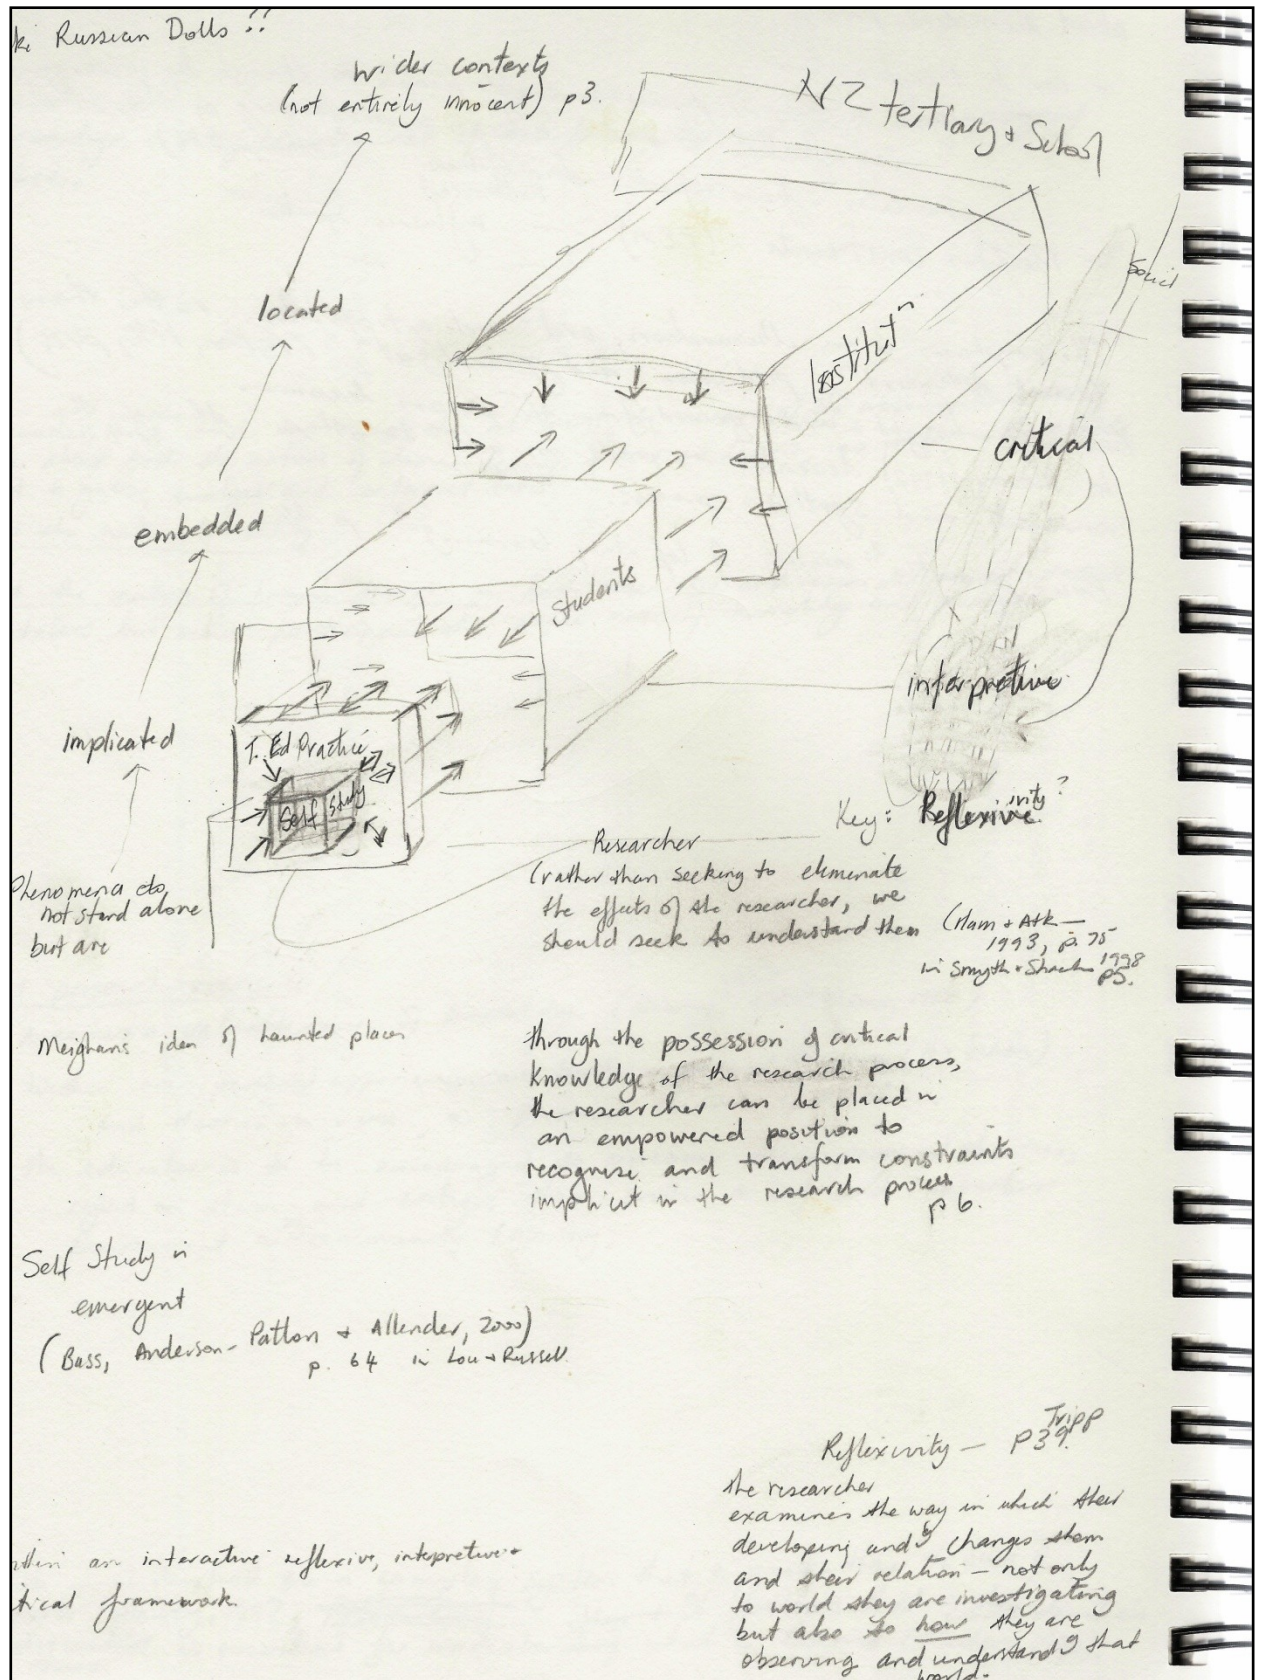 Russian Dolls !!
wider contexts
(not entirely innocent) p3.
NZ tertiary + School
located
Social
Institutⁿ
critical
embedded
Students
interpretive
implicated
T. Ed Practice
Self Study
Key: Reflexive ivity ?
Researcher
(rather than seeking to eliminate
the effects of the researcher, we
should seek to understand them
(Ham + Atk —
1993, p. 75
in Smyth + Shack 1998
p5.
Phenomena do
not stand alone
but are
Meighan's idea of haunted places
through the possession of critical
knowledge of the research process,
the researcher can be placed in
an empowered position to
recognise and transform constraints
implicit in the research process
p 6.
Self Study is
emergent
(Bass, Anderson-Patton + Allender, 2000)
p. 64 in Lou + Russell
Reflexivity — Tripp
p39.
the researcher
examines the way in which their
developing undᵍ changes them
and their relation — not only
to world they are investigating
but also to how they are
observing and understandᵍ that
world.
an interactive reflexive, interpretive +
framework